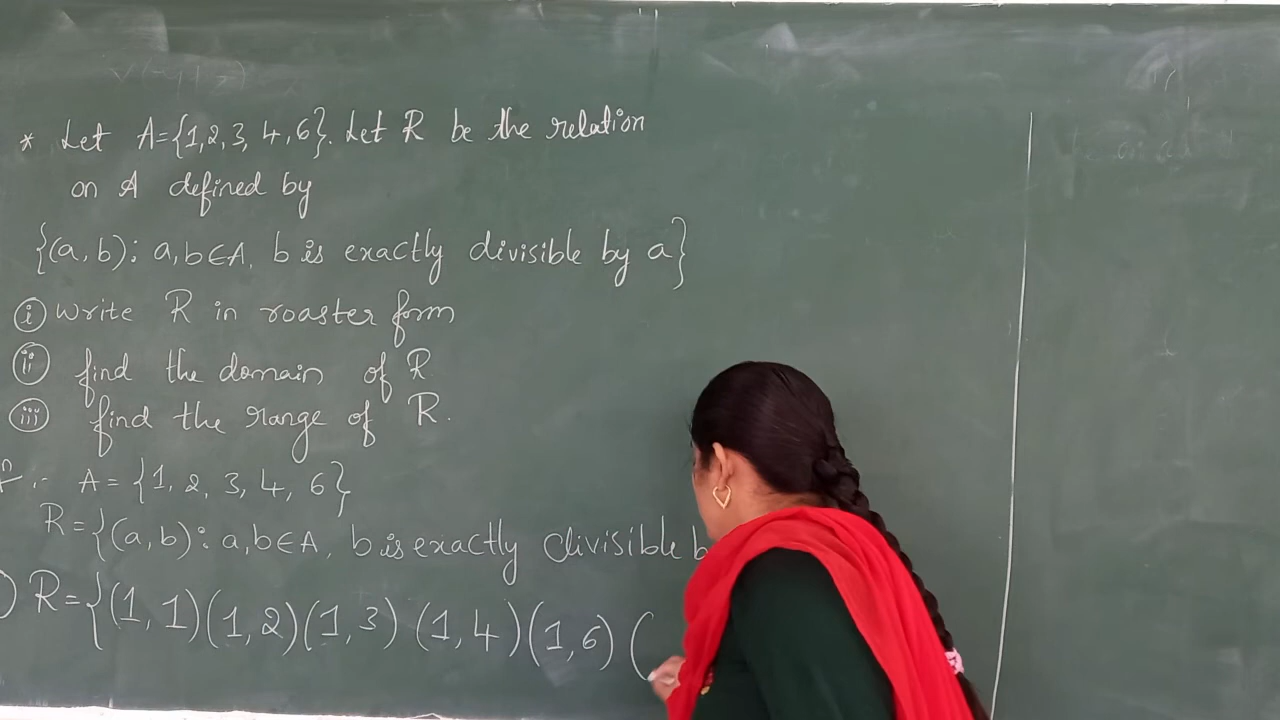 * Let A={1,2,3,4,6}. Let R be the relation
on A defined by
{(a,b): a,b∈A, b is exactly divisible by a}
(i) write R in roaster form
(ii) find the domain of R
(iii) find the range of R.
A = {1, 2, 3, 4, 6}
R={(a,b): a,b∈A, b is exactly divisible b
) R={(1,1)(1,2)(1,3) (1,4)(1,6) (